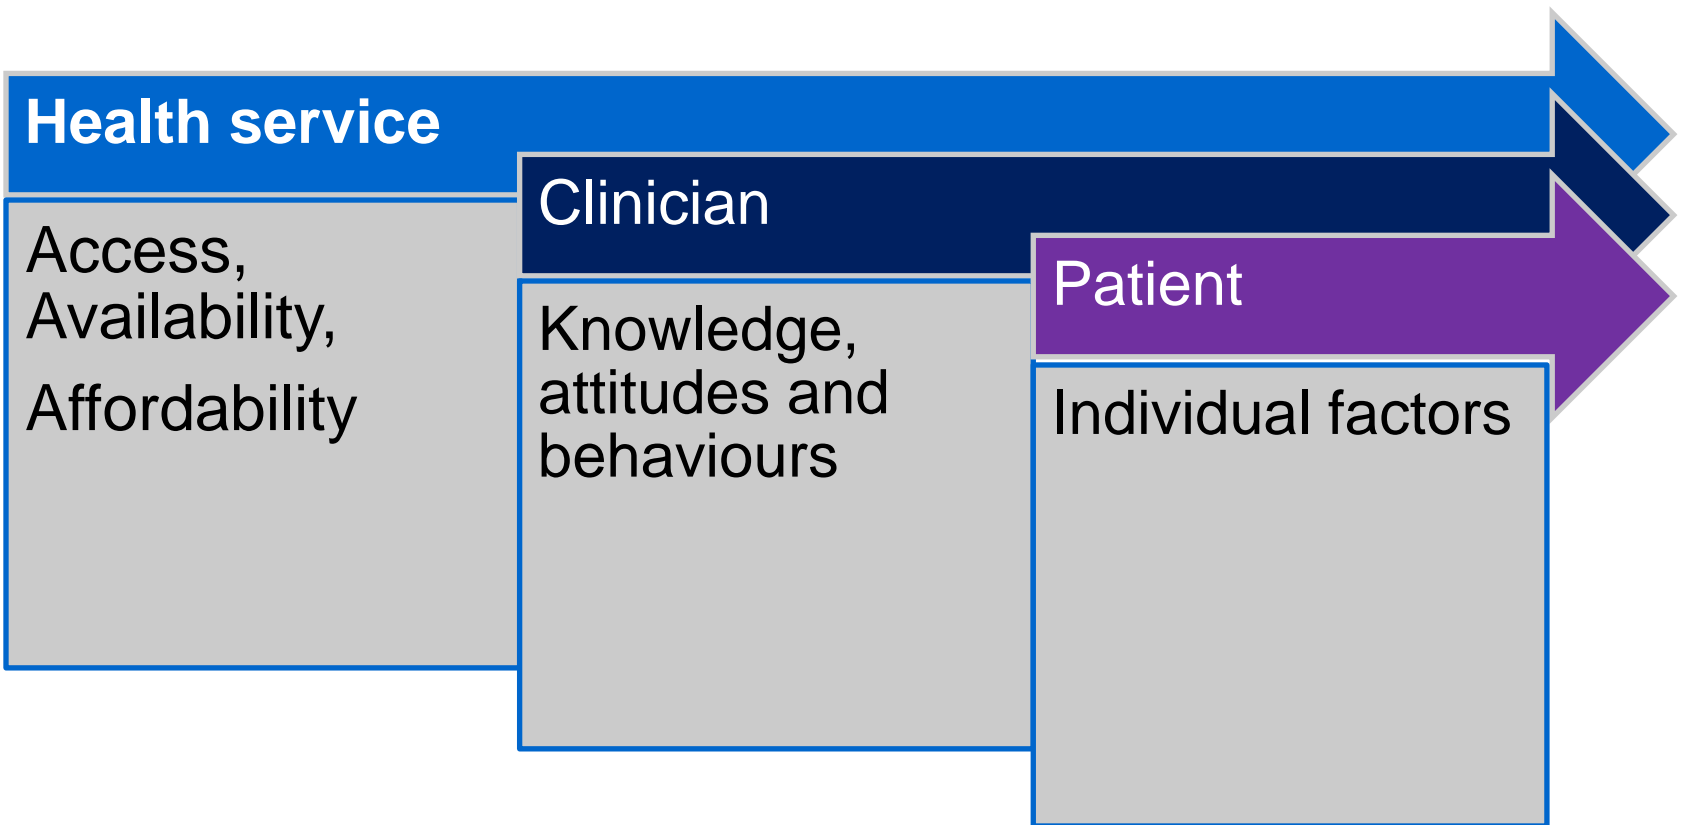 Health service
Access,
Availability,
Affordability
Clinician
Knowledge,
attitudes and
behaviours
Patient
Individual factors